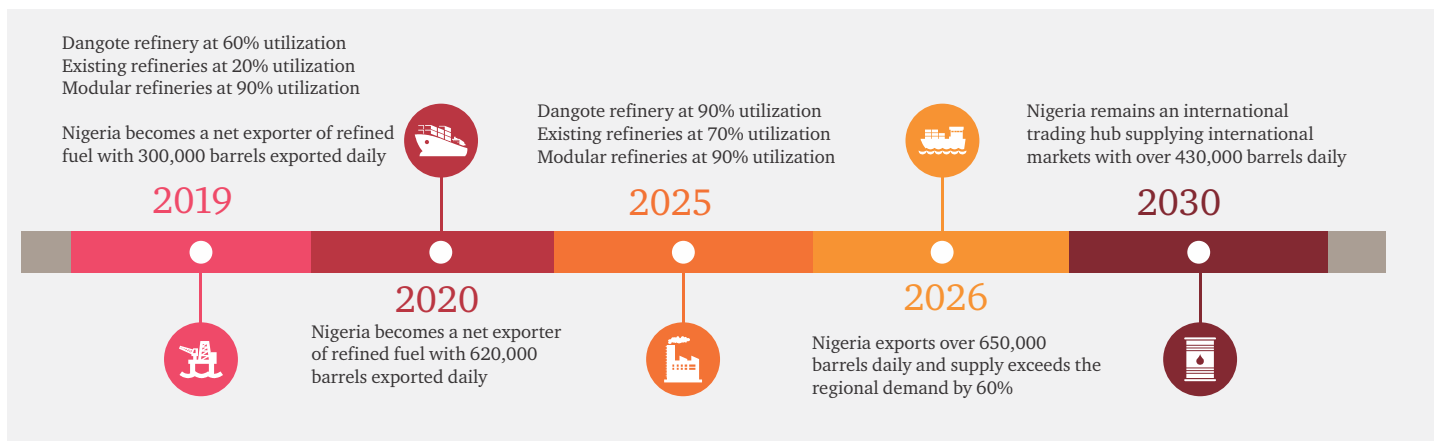 Dangote refinery at 60% utilization
Existing refineries at 20% utilization
Modular refineries at 90% utilization
Nigeria becomes a net exporter of refined
fuel with 300,000 barrels exported daily
2019
2020
Nigeria becomes a net exporter
of refined fuel with 620,000
barrels exported daily
Dangote refinery at 90% utilization
Existing refineries at 70% utilization
Modular refineries at 90% utilization
2025
2026
Nigeria exports over 650,000
barrels daily and supply exceeds the
regional demand by 60%
Nigeria remains an international
trading hub supplying international
markets with over 430,000 barrels daily
2030